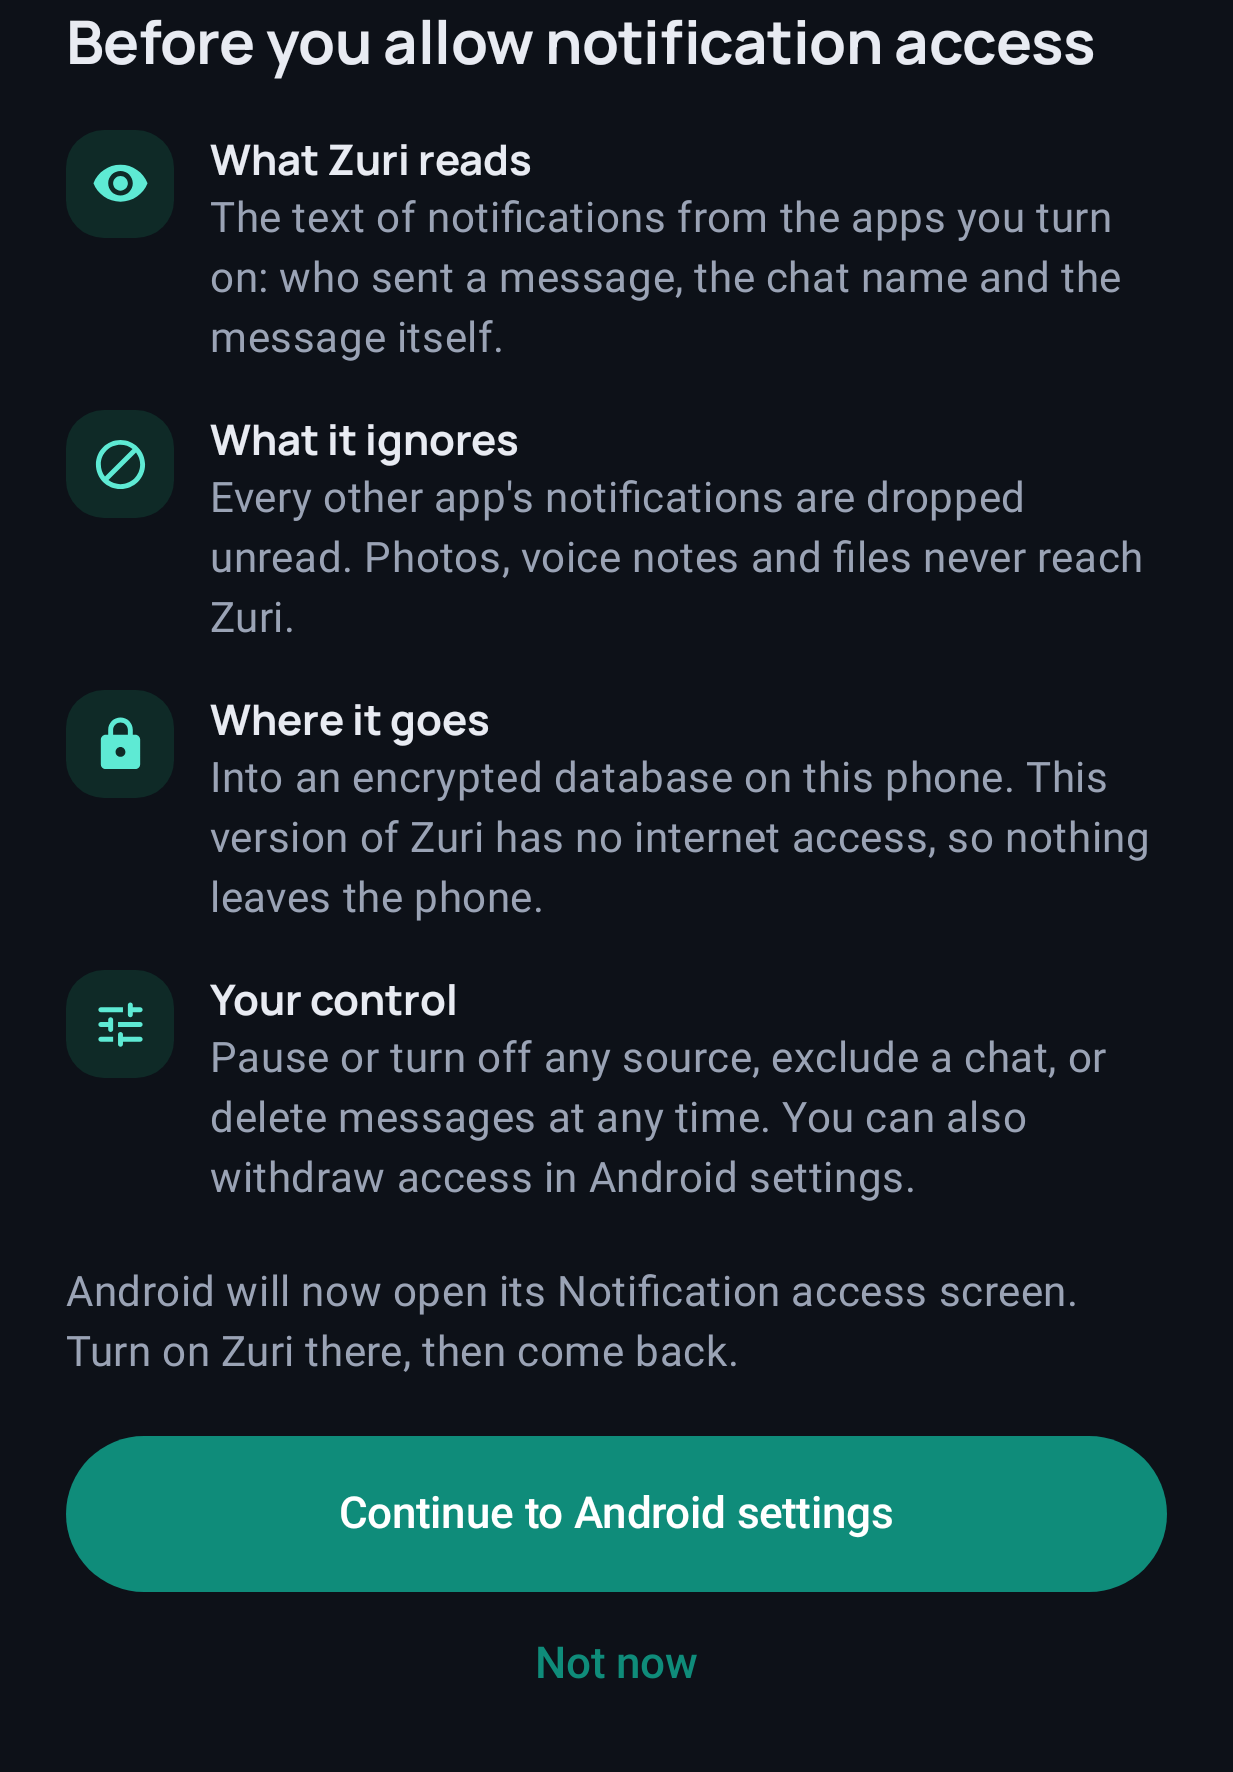 Before you allow notification access
What Zuri reads
The text of notifications from the apps you turn
on: who sent a message, the chat name and the
message itself.
What it ignores
Every other app's notifications are dropped
unread. Photos, voice notes and files never reach
Zuri.
Where it goes
Into an encrypted database on this phone. This
version of Zuri has no internet access, so nothing
leaves the phone.
Your control
Pause or turn off any source, exclude a chat, or
delete messages at any time. You can also
withdraw access in Android settings.
Android will now open its Notification access screen.
Turn on Zuri there, then come back.
Continue to Android settings
Not now